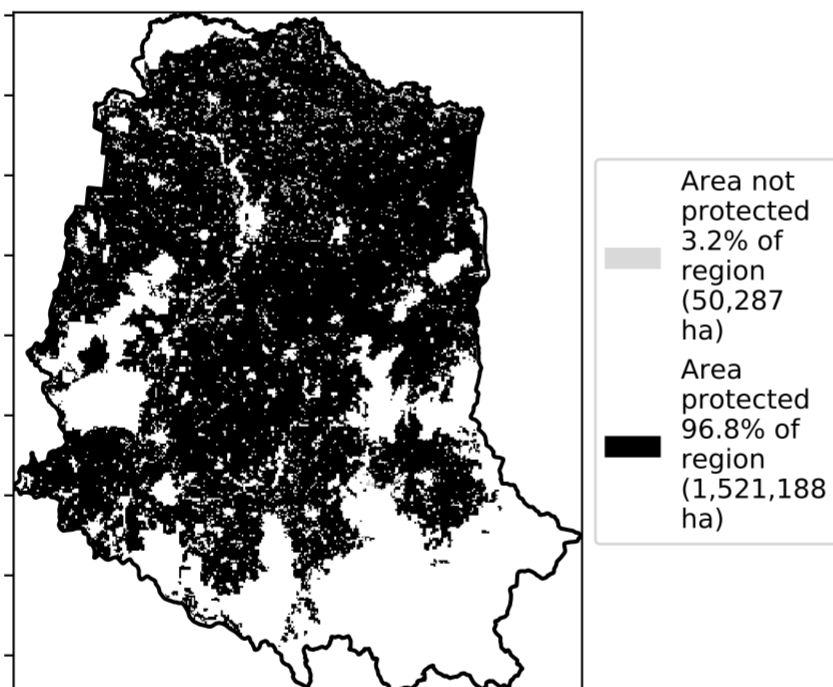 Area not
protected
3.2% of
region
(50,287
ha)
Area
protected
96.8% of
region
(1,521,188
ha)